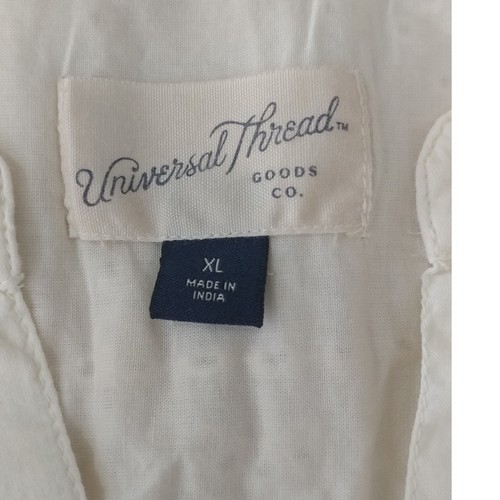 Universal Thread™
GOODS
CO.
XL
MADE IN
INDIA